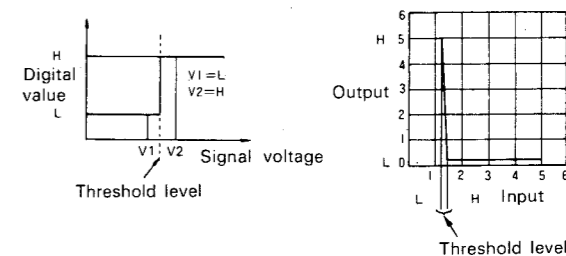 H
Digital
value
L
V1=L
V2=H
V1 V2 Signal voltage
Threshold level
6
H 5
4
Output 3
2
1
L 0
1 2 3 4 5 6
L H Input
Threshold level